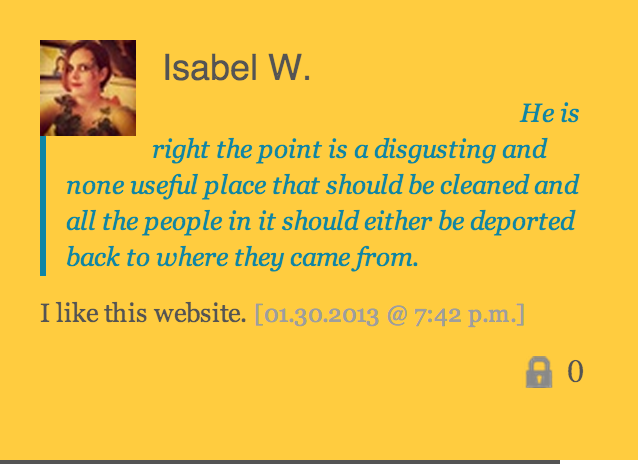 Isabel W.
He is
right the point is a disgusting and
none useful place that should be cleaned and
all the people in it should either be deported
back to where they came from.
I like this website. [01.30.2013 @ 7:42 p.m.]
0